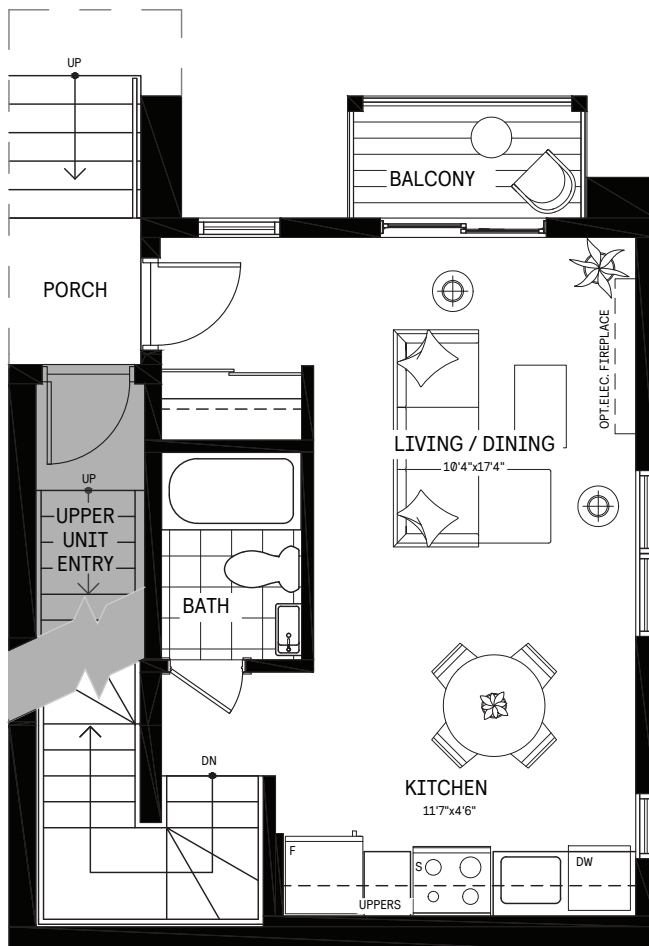 UP
BALCONY
PORCH
OPT.ELEC. FIREPLACE
LIVING / DINING
10'4"x17'4"
UP
UPPER
UNIT
ENTRY
BATH
DN
KITCHEN
11'7"x4'6"
F
S
DW
UPPERS